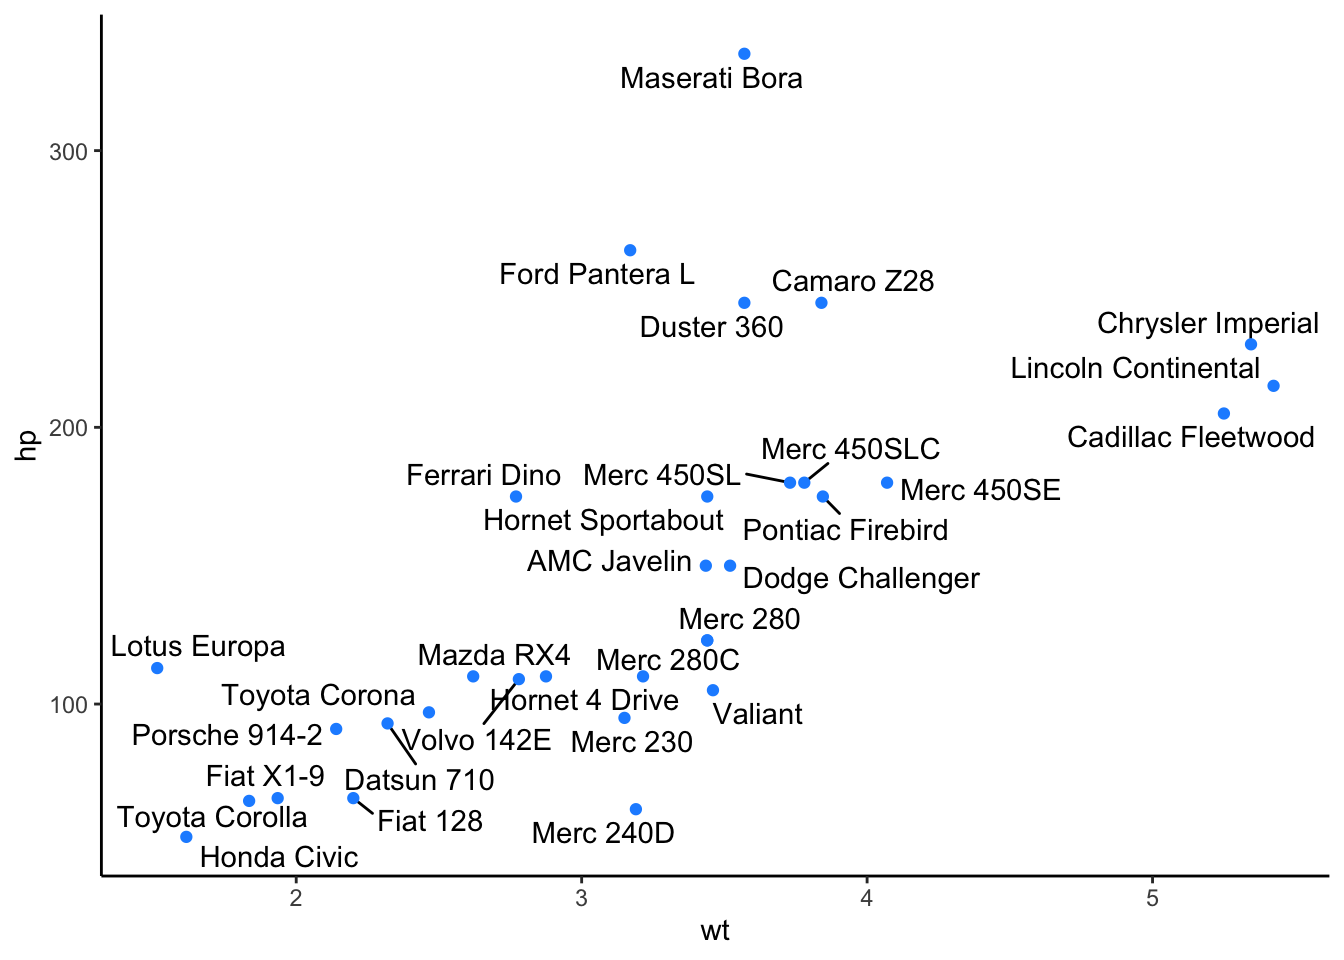 Maserati Bora
300
Ford Pantera L
Camaro Z28
Duster 360
Chrysler Imperial
Lincoln Continental
hp
200
Cadillac Fleetwood
Merc 450SLC
Ferrari Dino
Merc 450SL
Merc 450SE
Hornet Sportabout
Pontiac Firebird
AMC Javelin
Dodge Challenger
Merc 280
Lotus Europa
Mazda RX4
Merc 280C
Toyota Corona
Hornet 4 Drive
100
Valiant
Porsche 914-2
Volvo 142E
Merc 230
Fiat X1-9
Datsun 710
Toyota Corolla
Fiat 128
Merc 240D
Honda Civic
2
3
4
5
wt